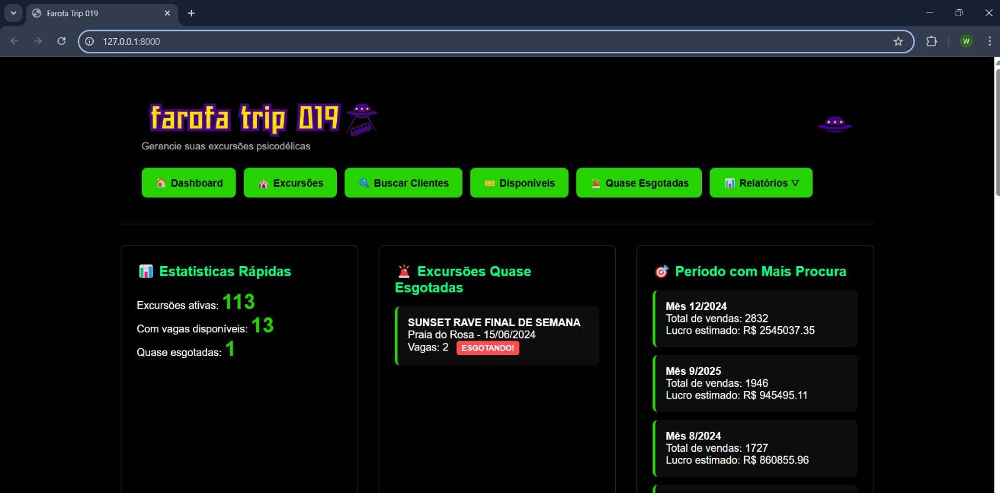 Farofa Trip 019
127.0.0.1:8000
W
farofa trip 019
Gerencie suas excursões psicodélicas
Dashboard
Excursões
Buscar Clientes
Disponíveis
Quase Esgotadas
Relatórios ▽
Estatísticas Rápidas
Excursões ativas: 113
Com vagas disponíveis: 13
Quase esgotadas: 1
Excursões Quase
Esgotadas
SUNSET RAVE FINAL DE SEMANA
Praia do Rosa - 15/06/2024
Vagas: 2 ESGOTANDO!
Período com Mais Procura
Mês 12/2024
Total de vendas: 2832
Lucro estimado: R$ 2545037.35
Mês 9/2025
Total de vendas: 1946
Lucro estimado: R$ 945495.11
Mês 8/2024
Total de vendas: 1727
Lucro estimado: R$ 860855.96